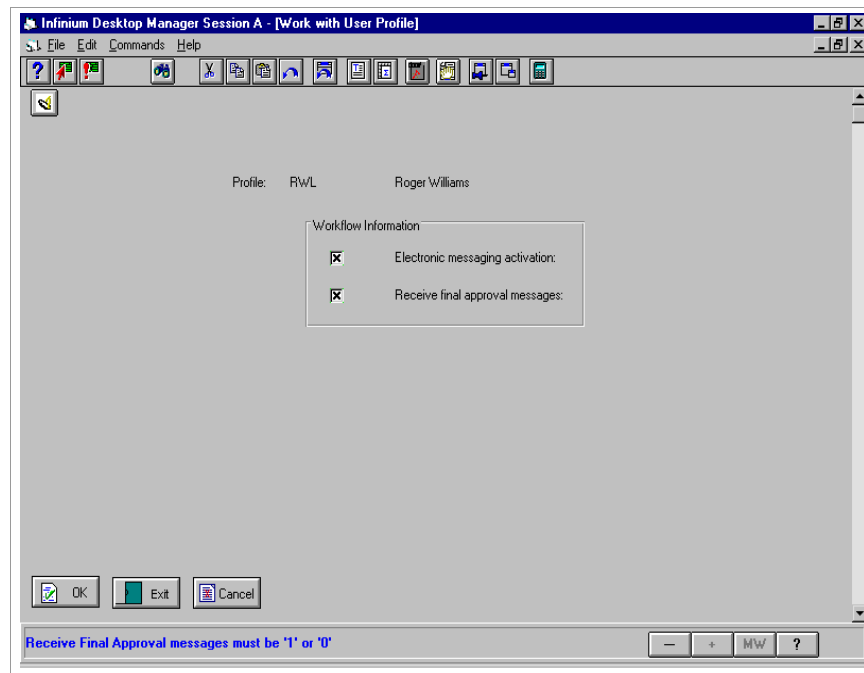 Infinium Desktop Manager Session A - [Work with User Profile]
File Edit Commands Help
Profile: RWL Roger Williams
Workflow Information
Electronic messaging activation:
Receive final approval messages:
OK Exit Cancel
Receive Final Approval messages must be '1' or '0'
— + MW ?